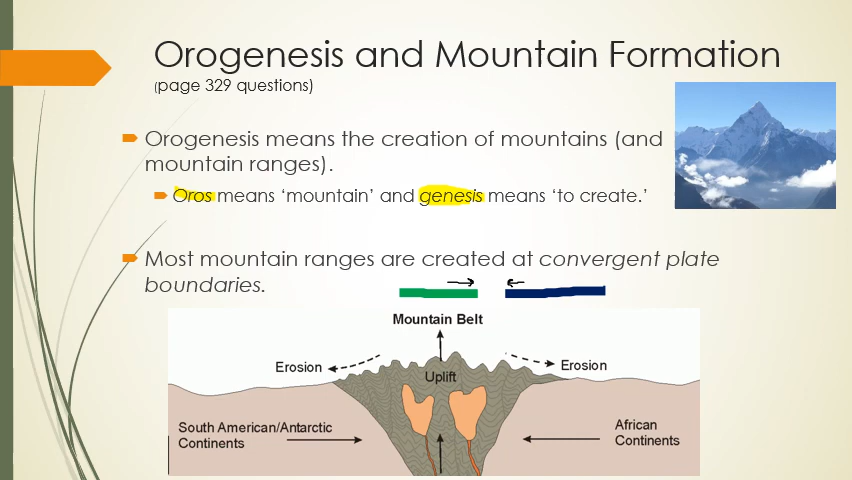 Orogenesis and Mountain Formation
(page 329 questions)
Orogenesis means the creation of mountains (and
mountain ranges).
Oros means ‘mountain’ and genesis means ‘to create.’
Most mountain ranges are created at convergent plate
boundaries.
Mountain Belt
Erosion
Erosion
Uplift
South American/Antarctic
Continents
African
Continents